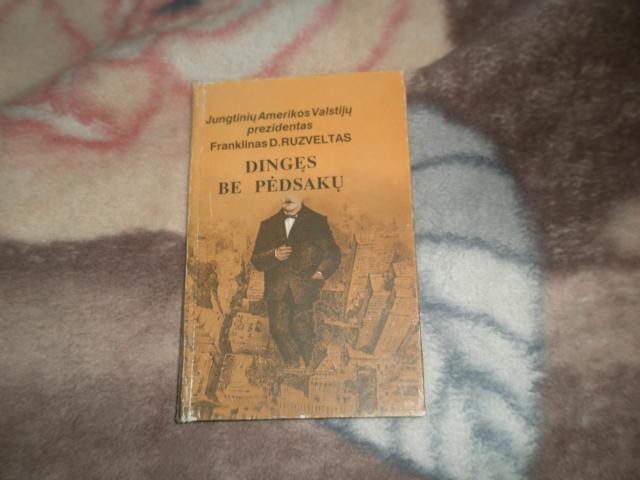 Jungtinių Amerikos Valstijų
prezidentas
Franklinas D.RUZVELTAS
DINGĘS
BE PĖDSAKŲ